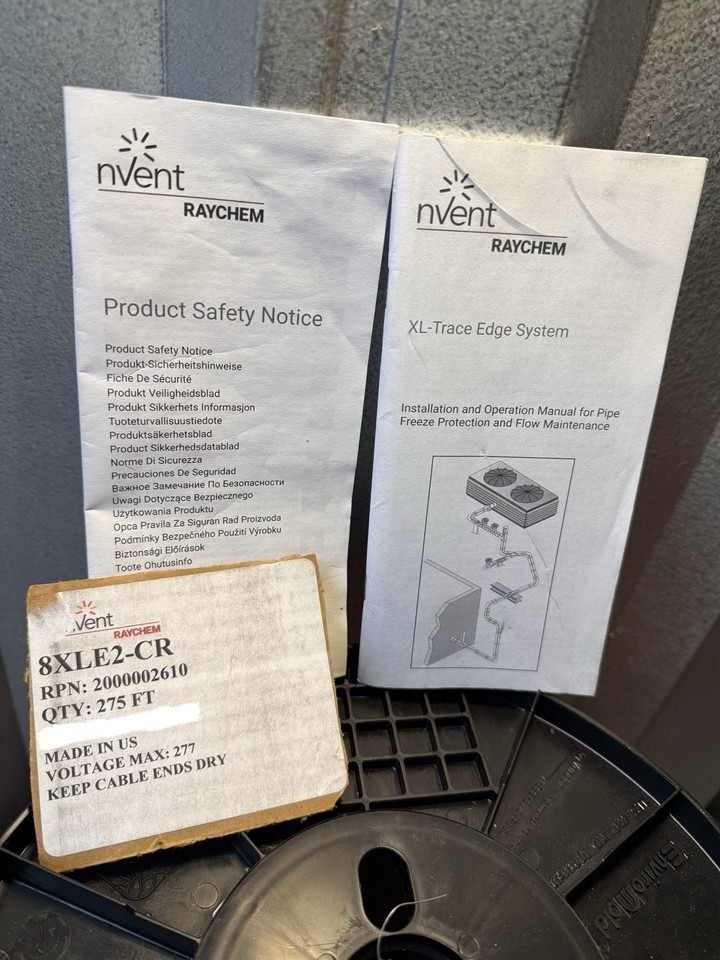 nVent
RAYCHEM
Product Safety Notice
Product Safety Notice
Produkt-Sicherheitshinweise
Fiche De Sécurité
Produkt Veiligheidsblad
Produkt Sikkerhets Informasjon
Tuoteturvallisuustiedote
Produktsäkerhetsblad
Product Sikkerhedsdatablad
Norme Di Sicurezza
Precauciones De Seguridad
Важное Замечание По Безопасности
Uwagi Dotyczące Bezpiecznego
Użytkowania Produktu
Opca Pravila Za Siguran Rad Proizvoda
Podmínky Bezpečného Použití Výrobku
Biztonsági Előírások
Toote Ohutusinfo
nVent
RAYCHEM
XL-Trace Edge System
Installation and Operation Manual for Pipe
Freeze Protection and Flow Maintenance
nVent
RAYCHEM
8XLE2-CR
RPN: 2000002610
QTY: 275 FT
MADE IN US
VOLTAGE MAX: 277
KEEP CABLE ENDS DRY